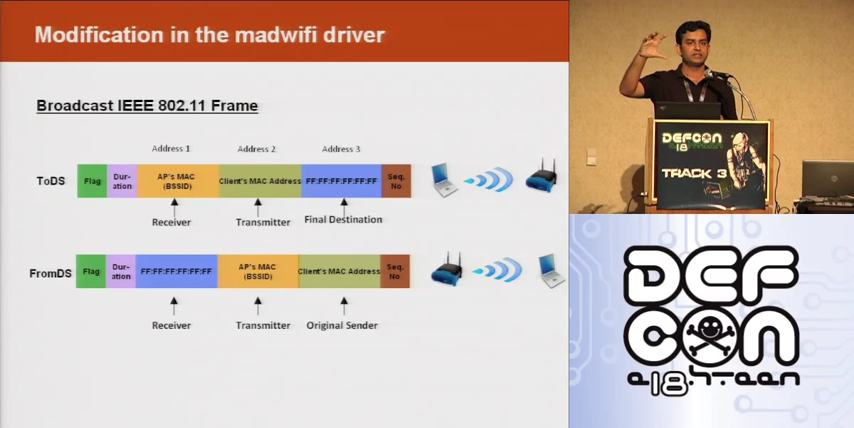 Modification in the madwifi driver
Broadcast IEEE 802.11 Frame
Address 1 Address 2 Address 3
ToDS
Flag
Dur-
ation
AP's MAC
(BSSID)
Client's MAC Address
FF:FF:FF:FF:FF:FF
Seq.
No
Receiver Transmitter Final Destination
FromDS
Flag
Dur-
ation
FF:FF:FF:FF:FF:FF
AP's MAC
(BSSID)
Client's MAC Address
Seq.
No
Receiver Transmitter Original Sender
DEFCON
18
TRACK 3
DEF
CON
e18h-teen